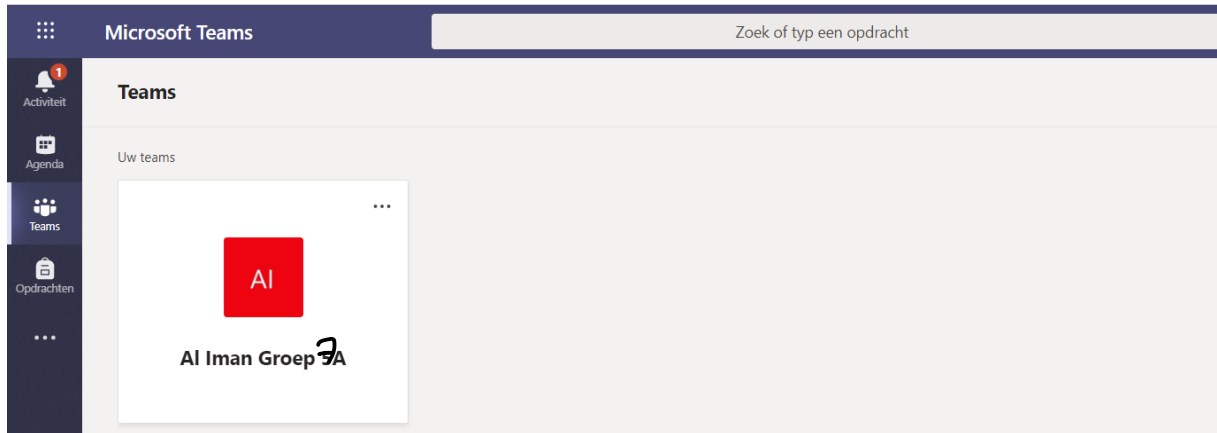 Microsoft Teams
Zoek of typ een opdracht
1
Activiteit
Teams
Agenda
Uw teams
Teams
AI
Opdrachten
Al Iman Groep 7A